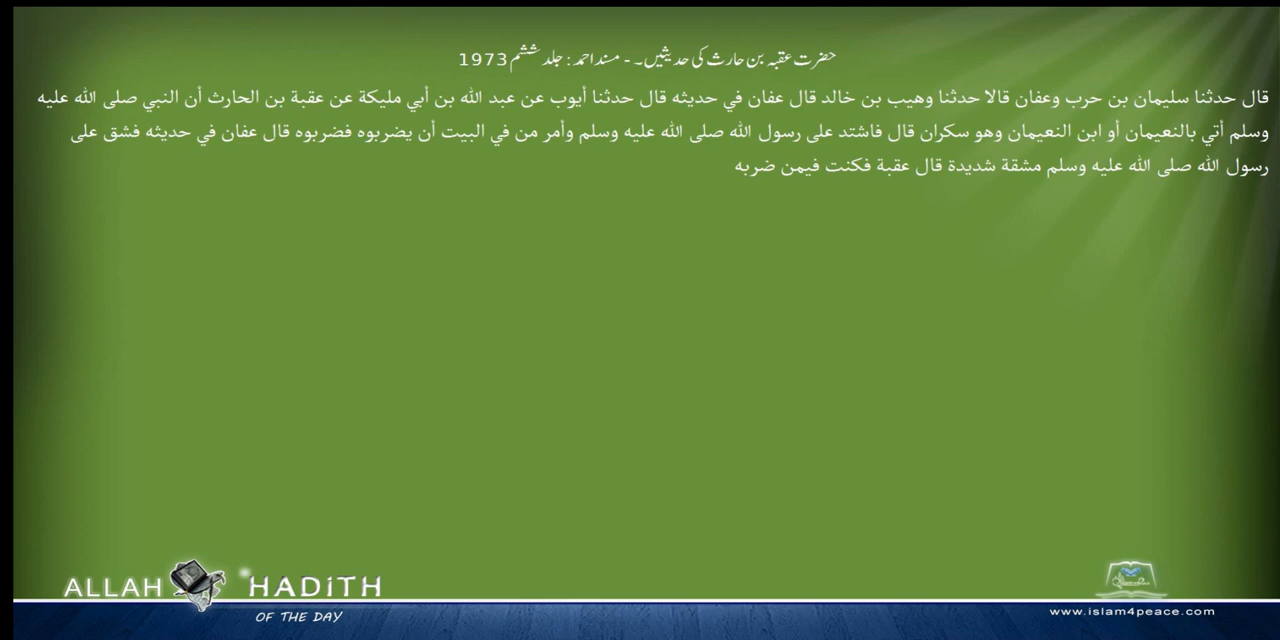 حضرت عقبہ بن حارث کی حدیثیں۔ - مسند احمد : جلد ششم 1973
قال حدثنا سليمان بن حرب وعفان قالا حدثنا وهيب بن خالد قال عفان في حديثه قال حدثنا أيوب عن عبد الله بن أبي مليكة عن عقبة بن الحارث أن النبي صلى الله عليه
وسلم أتي بالنعيمان أو ابن النعيمان وهو سكران قال فاشتد على رسول الله صلى الله عليه وسلم وأمر من في البيت أن يضربوه فضربوه قال عفان في حديثه فشق على
رسول الله صلى الله عليه وسلم مشقة شديدة قال عقبة فكنت فيمن ضربه
ALLAH HADITH
OF THE DAY
www.islam4peace.com